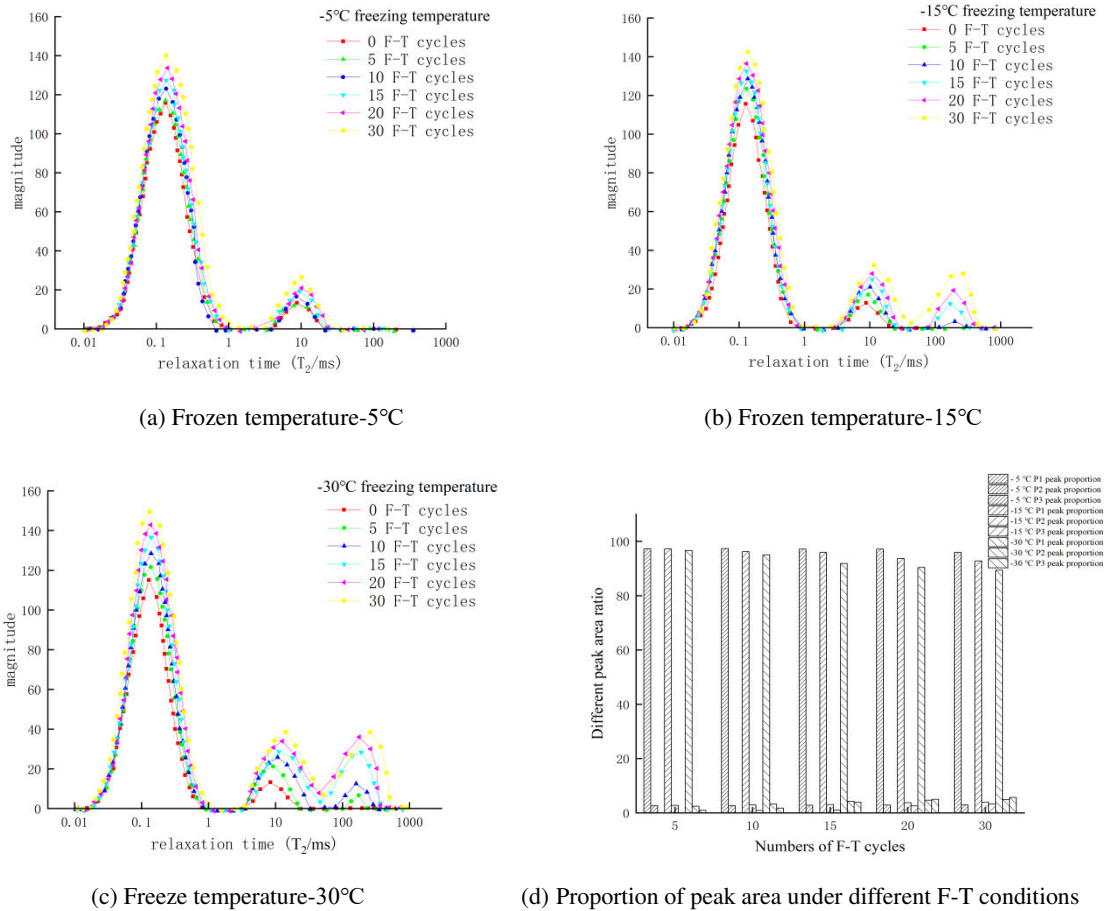 -5℃ freezing temperature
0 F-T cycles
5 F-T cycles
10 F-T cycles
15 F-T cycles
20 F-T cycles
30 F-T cycles
magnitude
160
140
120
100
80
60
40
20
0
0.01 0.1 1 10 100 1000
relaxation time (T2/ms)
(a) Frozen temperature-5℃
-15℃ freezing temperature
0 F-T cycles
5 F-T cycles
10 F-T cycles
15 F-T cycles
20 F-T cycles
30 F-T cycles
magnitude
160
140
120
100
80
60
40
20
0
0.01 0.1 1 10 100 1000
relaxation time (T2/ms)
(b) Frozen temperature-15℃
-30℃ freezing temperature
0 F-T cycles
5 F-T cycles
10 F-T cycles
15 F-T cycles
20 F-T cycles
30 F-T cycles
magnitude
160
140
120
100
80
60
40
20
0
0.01 0.1 1 10 100 1000
relaxation time (T2/ms)
(c) Freeze temperature-30℃
- 5 ℃ P1 peak proportion
- 5 ℃ P2 peak proportion
- 5 ℃ P3 peak proportion
-15 ℃ P1 peak proportion
-15 ℃ P2 peak proportion
-15 ℃ P3 peak proportion
-30 ℃ P1 peak proportion
-30 ℃ P2 peak proportion
-30 ℃ P3 peak proportion
Different peak area ratio
100
80
60
40
20
0
5 10 15 20 30
Numbers of F-T cycles
(d) Proportion of peak area under different F-T conditions